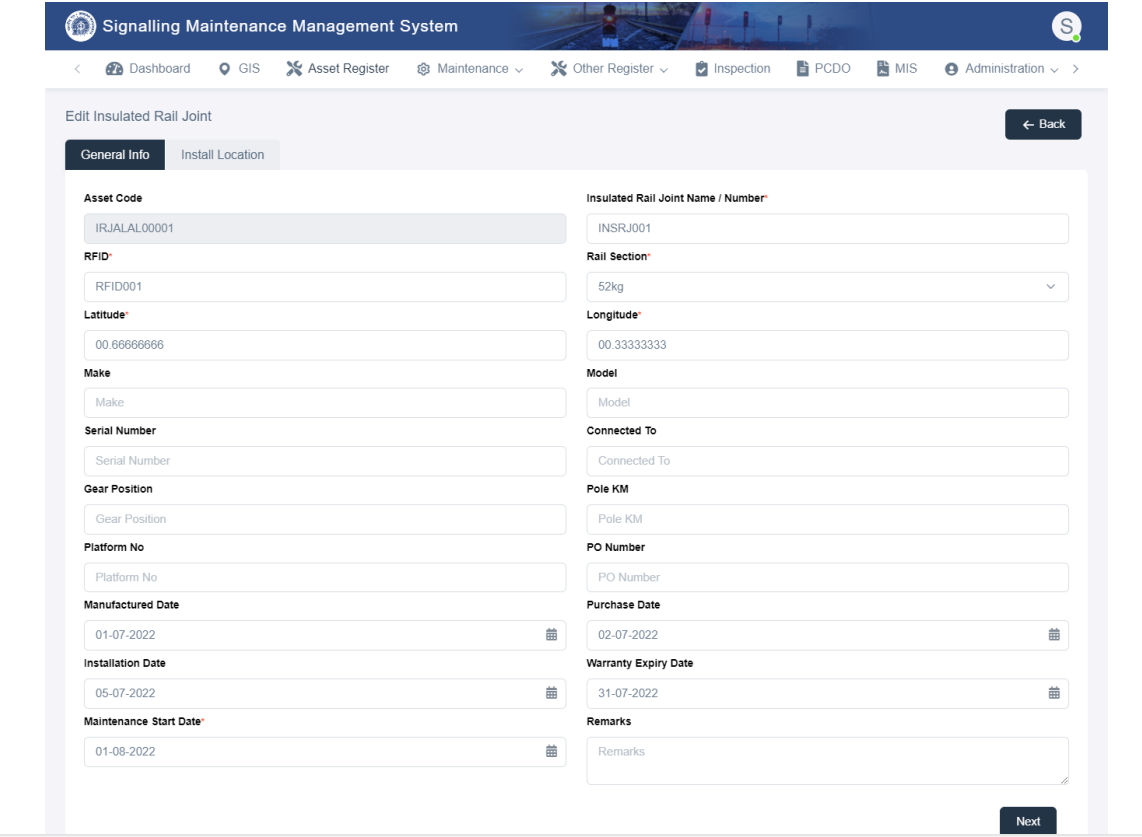 Signalling Maintenance Management System
S
Dashboard GIS Asset Register Maintenance Other Register Inspection PCDO MIS Administration
Edit Insulated Rail Joint
← Back
General Info Install Location
Asset Code Insulated Rail Joint Name / Number*
IRJALAL00001 INSRJ001
RFID* Rail Section*
RFID001 52kg
Latitude* Longitude*
00.66666666 00.33333333
Make Model
Make Model
Serial Number Connected To
Serial Number Connected To
Gear Position Pole KM
Gear Position Pole KM
Platform No PO Number
Platform No PO Number
Manufactured Date Purchase Date
01-07-2022 02-07-2022
Installation Date Warranty Expiry Date
05-07-2022 31-07-2022
Maintenance Start Date* Remarks
01-08-2022 Remarks
Next